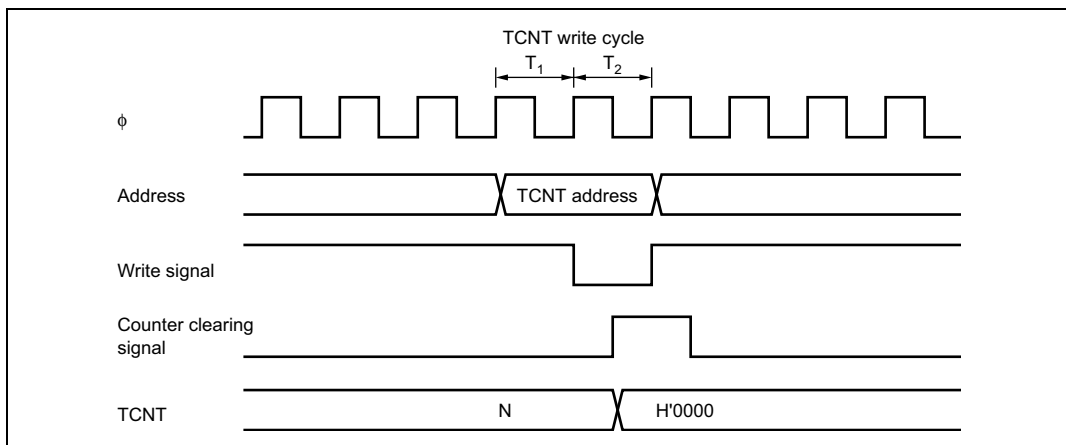 TCNT write cycle
T1 T2
ϕ
Address TCNT address
Write signal
Counter clearing
signal
TCNT N H'0000